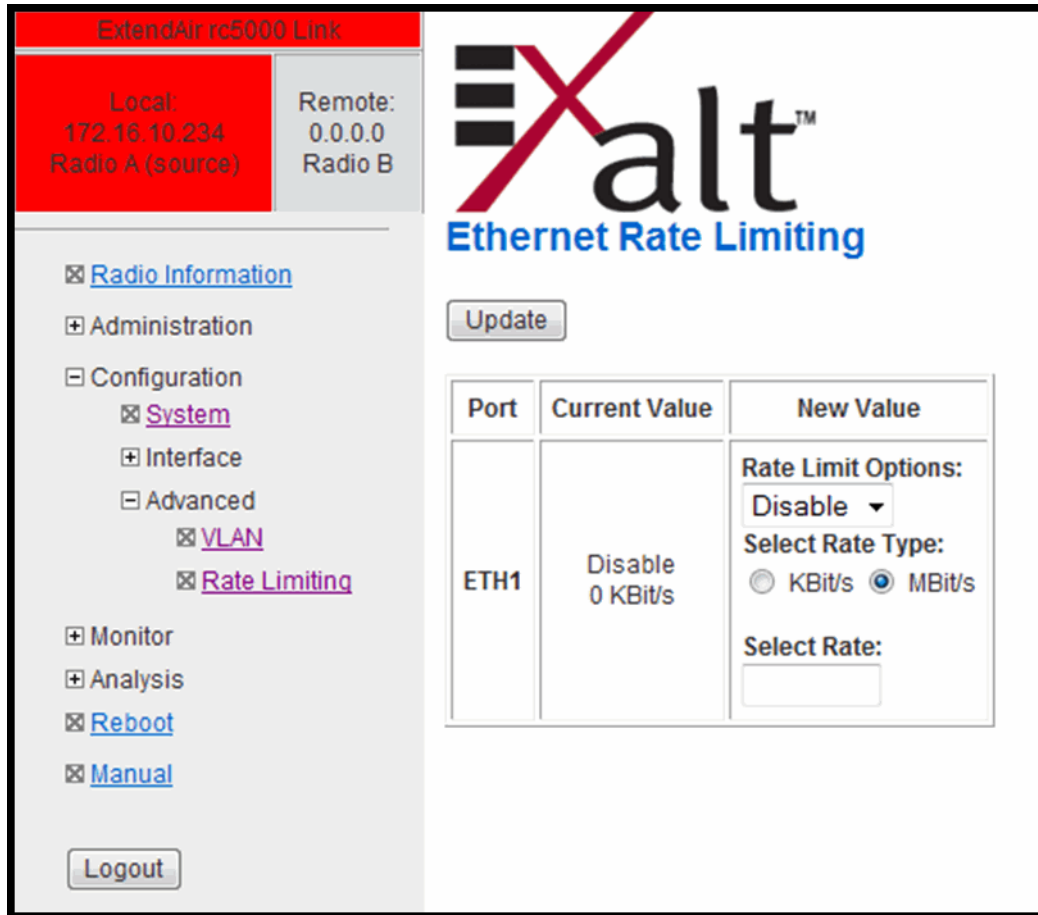 ExtendAir rc5000 Link
Local:
172.16.10.234
Radio A (source)
Remote:
0.0.0.0
Radio B
Radio Information
Administration
Configuration
System
Interface
Advanced
VLAN
Rate Limiting
Monitor
Analysis
Reboot
Manual
Logout
EXalt™
Ethernet Rate Limiting
Update
Port Current Value New Value
ETH1
Disable
0 KBit/s
Rate Limit Options:
Disable
Select Rate Type:
KBit/s MBit/s
Select Rate: